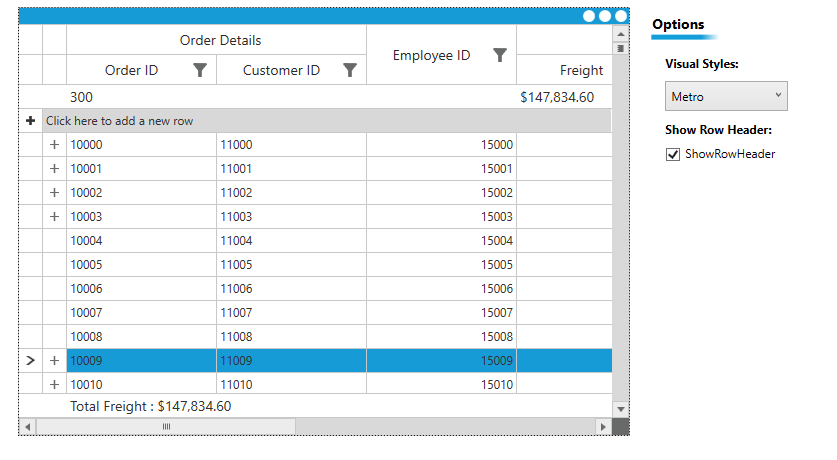 Order Details
Employee ID
Order ID Customer ID Freight
300 $147,834.60
Click here to add a new row
10000 11000 15000
10001 11001 15001
10002 11002 15002
10003 11003 15003
10004 11004 15004
10005 11005 15005
10006 11006 15006
10007 11007 15007
10008 11008 15008
10009 11009 15009
10010 11010 15010
Total Freight : $147,834.60
Options
Visual Styles:
Metro
Show Row Header:
ShowRowHeader